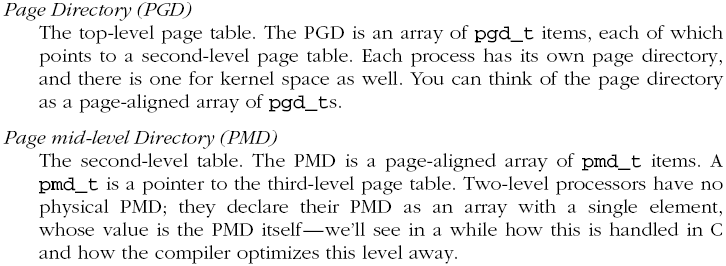 Page Directory (PGD)
The top-level page table. The PGD is an array of pgd_t items, each of which
points to a second-level page table. Each process has its own page directory,
and there is one for kernel space as well. You can think of the page directory
as a page-aligned array of pgd_ts.
Page mid-level Directory (PMD)
The second-level table. The PMD is a page-aligned array of pmd_t items. A
pmd_t is a pointer to the third-level page table. Two-level processors have no
physical PMD; they declare their PMD as an array with a single element,
whose value is the PMD itself—we'll see in a while how this is handled in C
and how the compiler optimizes this level away.